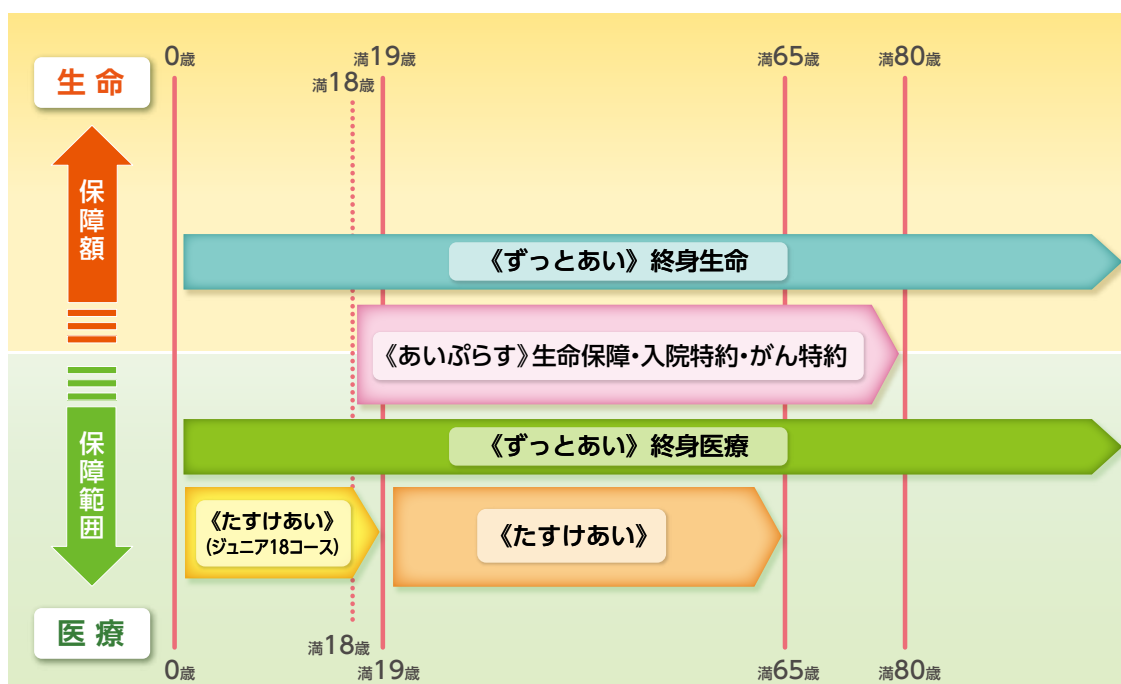 0歳
満19歳
満65歳
満80歳
満18歳
生命
保障額
《ずっとあい》終身生命
《あいぷらす》生命保障・入院特約・がん特約
保障範囲
《ずっとあい》終身医療
《たすけあい》
(ジュニア18コース)
《たすけあい》
医療
満18歳
0歳
満19歳
満65歳
満80歳